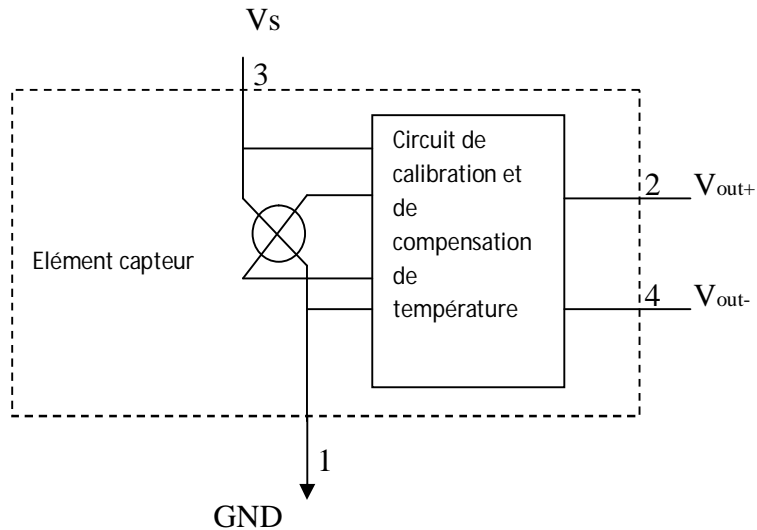 Vs
3
Circuit de
calibration et
de
compensation
de
température
Elément capteur
2
Vout+
4
Vout-
1
GND